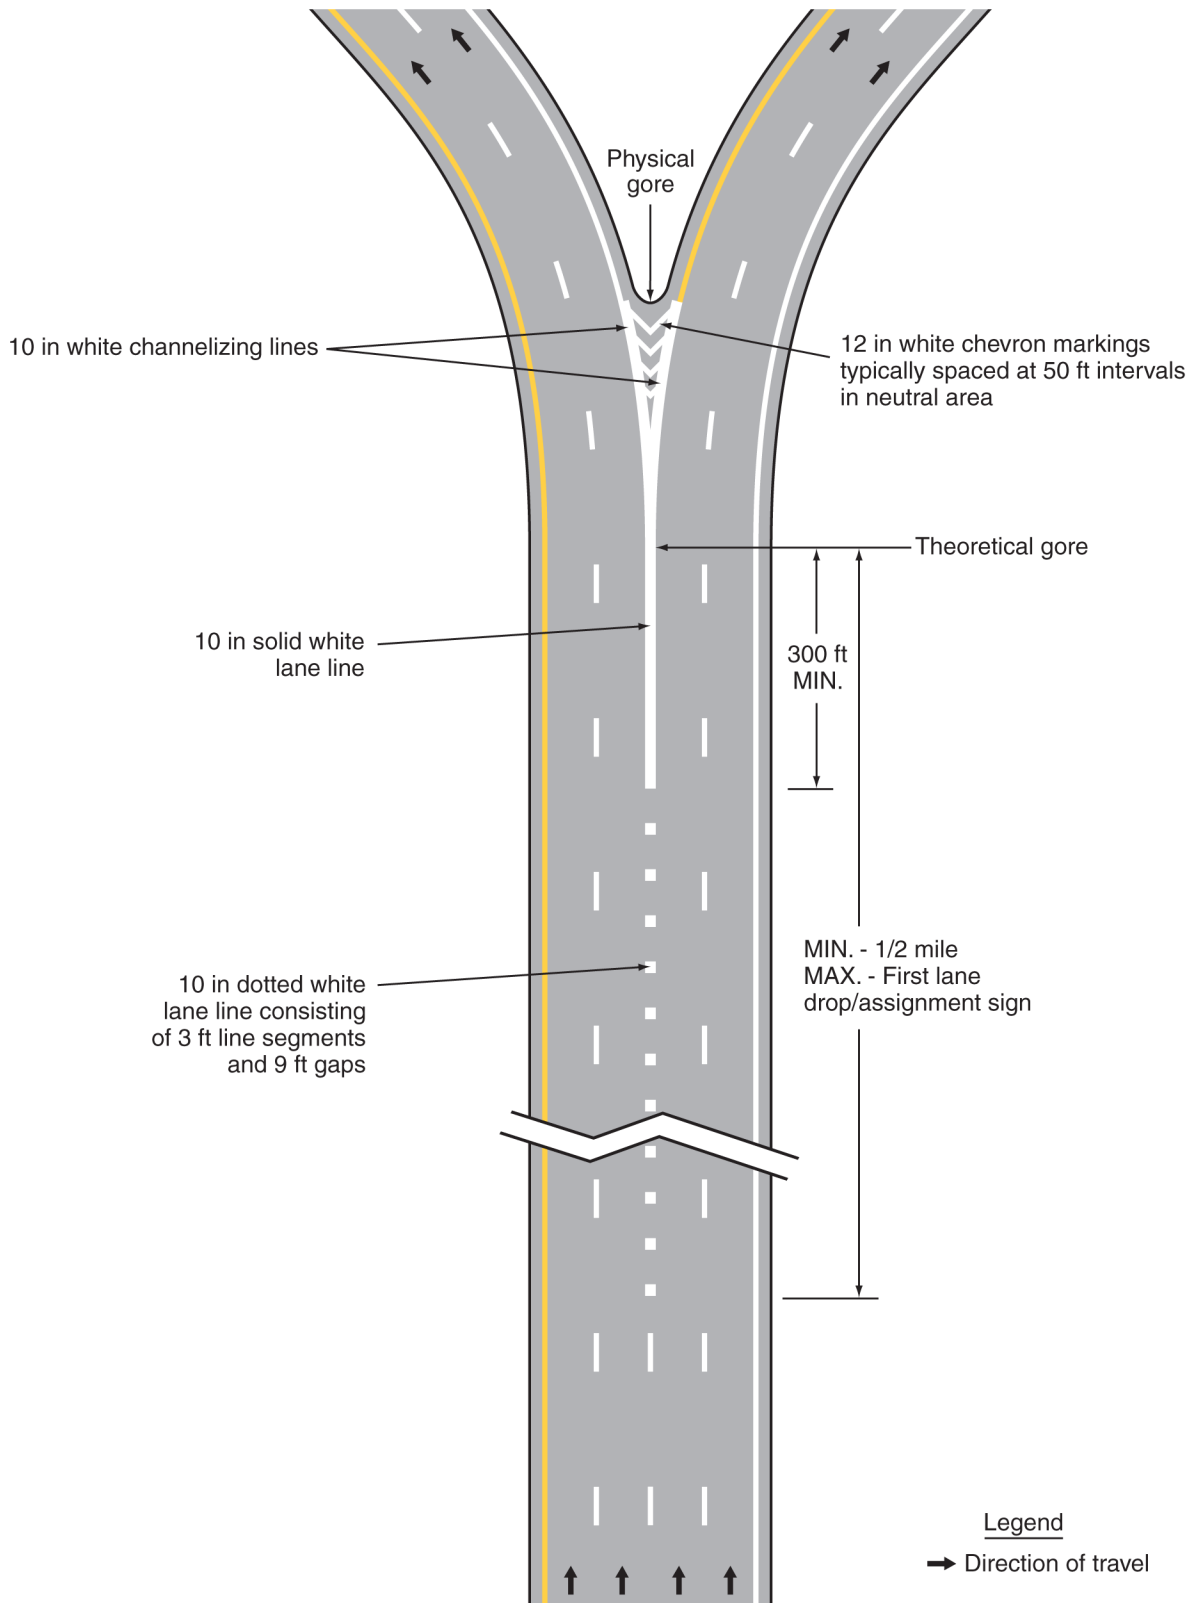 Physical
gore
10 in white channelizing lines
12 in white chevron markings
typically spaced at 50 ft intervals
in neutral area
Theoretical gore
10 in solid white
lane line
300 ft
MIN.
MIN. - 1/2 mile
MAX. - First lane
drop/assignment sign
10 in dotted white
lane line consisting
of 3 ft line segments
and 9 ft gaps
Legend
Direction of travel